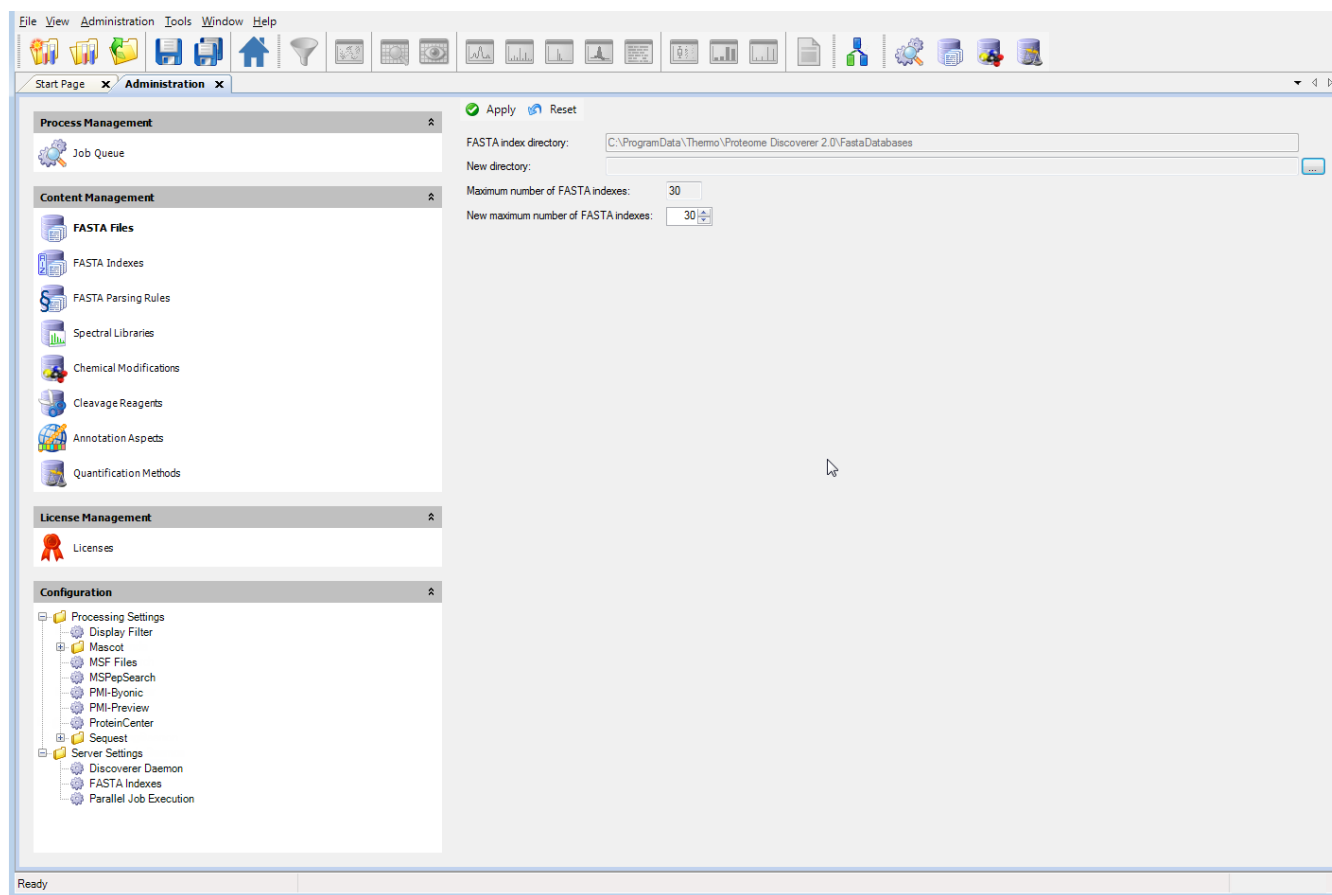 File View Administration Tools Window Help
Start Page x Administration x
Process Management
Job Queue
Content Management
FASTA Files
FASTA Indexes
FASTA Parsing Rules
Spectral Libraries
Chemical Modifications
Cleavage Reagents
Annotation Aspects
Quantification Methods
License Management
Licenses
Configuration
Processing Settings
Display Filter
Mascot
MSF Files
MSPepSearch
PMI-Byonic
PMI-Preview
ProteinCenter
Sequest
Server Settings
Discoverer Daemon
FASTA Indexes
Parallel Job Execution
Apply Reset
FASTA index directory: C:\ProgramData\Thermo\Proteome Discoverer 2.0\FastaDatabases
New directory: ...
Maximum number of FASTA indexes: 30
New maximum number of FASTA indexes: 30
Ready